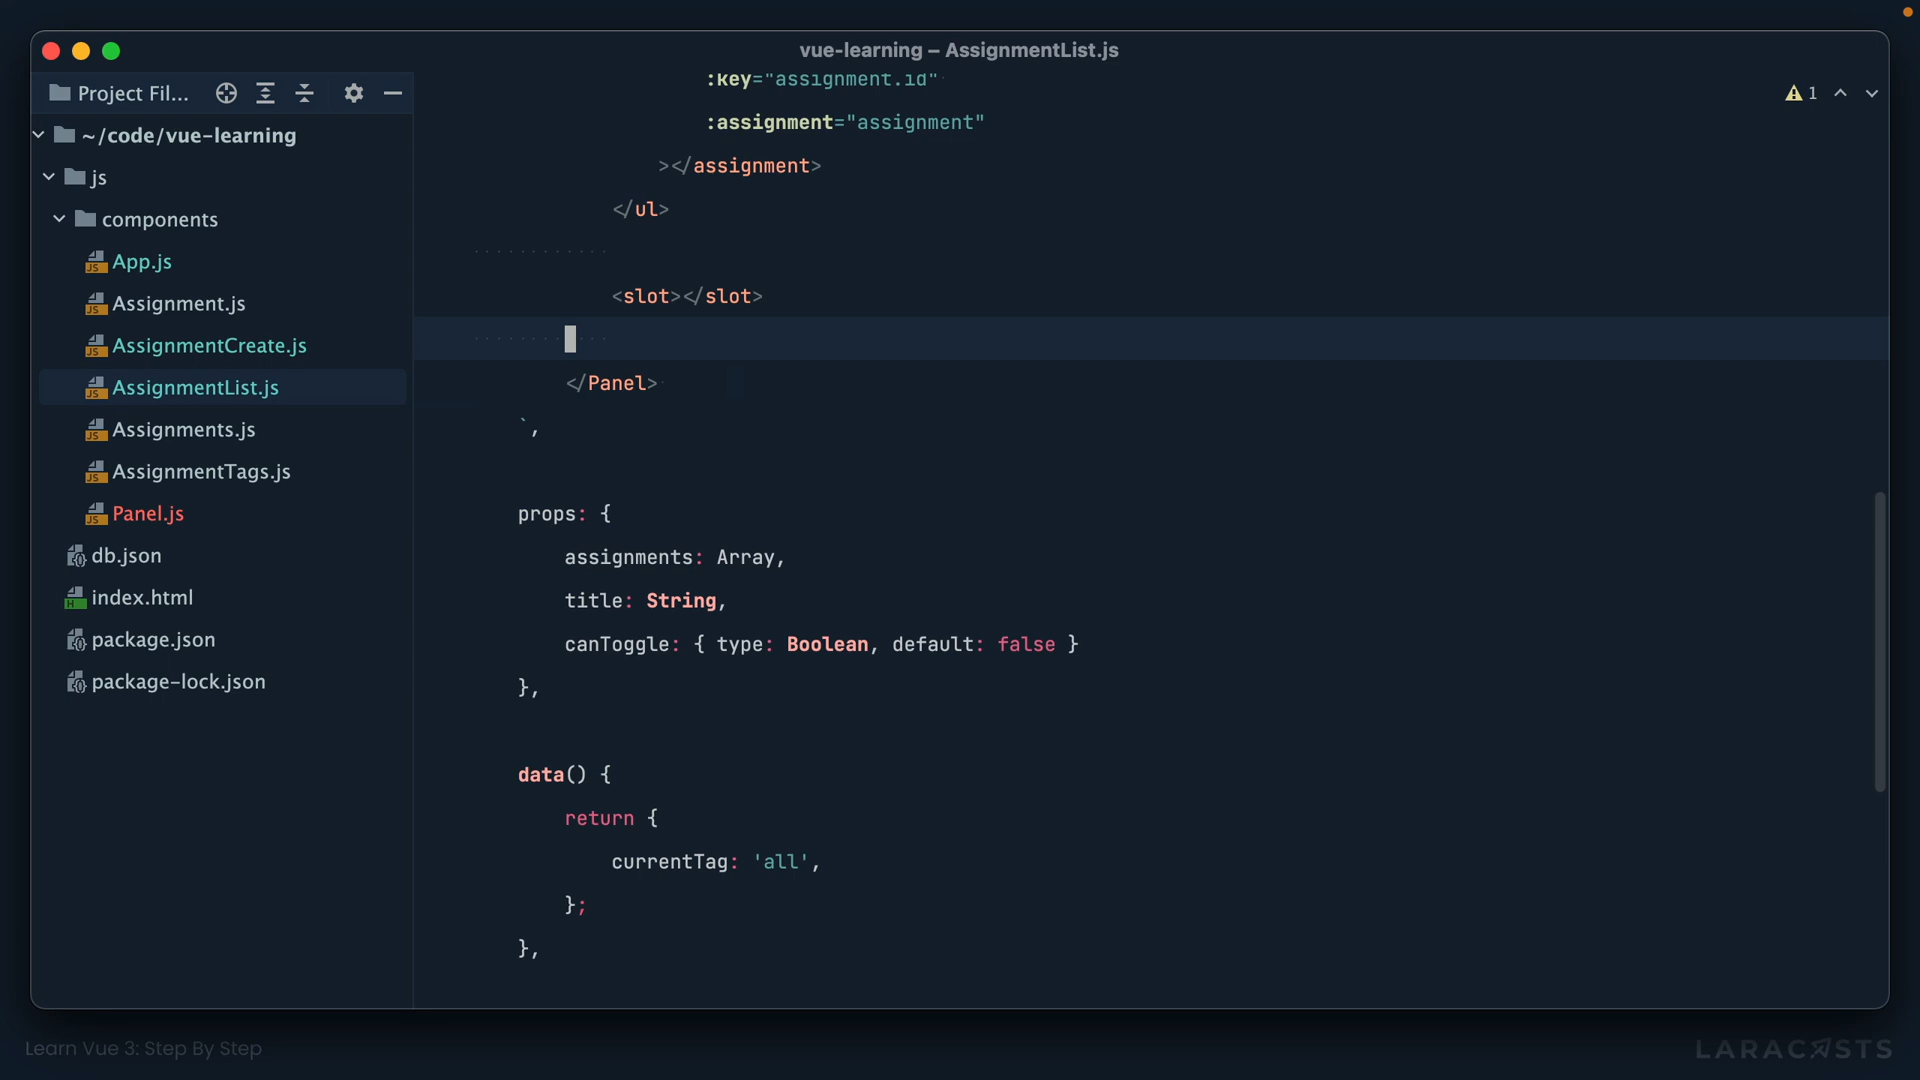 vue-learning – AssignmentList.js
Project Fil...
~/code/vue-learning
js
components
App.js
Assignment.js
AssignmentCreate.js
AssignmentList.js
Assignments.js
AssignmentTags.js
Panel.js
db.json
index.html
package.json
package-lock.json
1
:key="assignment.id"
:assignment="assignment"
></assignment>
</ul>
<slot></slot>
</Panel>
`,
props: {
assignments: Array,
title: String,
canToggle: { type: Boolean, default: false }
},
data() {
return {
currentTag: 'all',
};
},
Learn Vue 3: Step By Step
LARACASTS